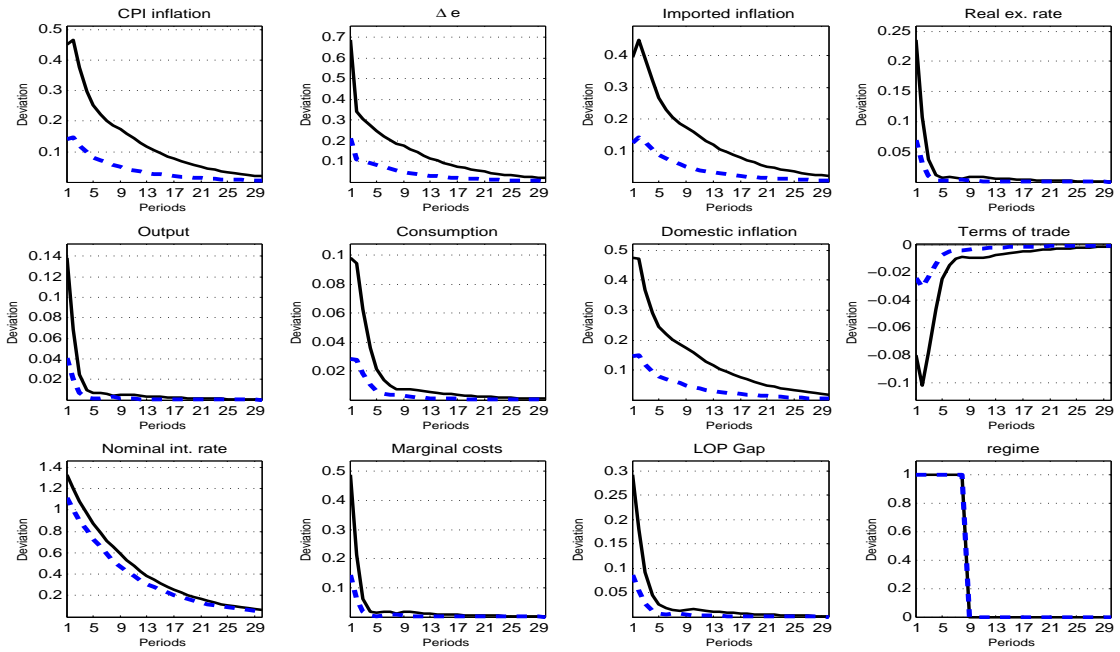 CPI inflation
Deviation
0.5
0.4
0.3
0.2
0.1
1 5 9 13 17 21 25 29
Periods
Δ e
Deviation
0.7
0.6
0.5
0.4
0.3
0.2
0.1
1 5 9 13 17 21 25 29
Periods
Imported inflation
Deviation
0.4
0.3
0.2
0.1
1 5 9 13 17 21 25 29
Periods
Real ex. rate
Deviation
0.25
0.2
0.15
0.1
0.05
1 5 9 13 17 21 25 29
Periods
Output
Deviation
0.14
0.12
0.1
0.08
0.06
0.04
0.02
1 5 9 13 17 21 25 29
Periods
Consumption
Deviation
0.1
0.08
0.06
0.04
0.02
1 5 9 13 17 21 25 29
Periods
Domestic inflation
Deviation
0.5
0.4
0.3
0.2
0.1
1 5 9 13 17 21 25 29
Periods
Terms of trade
Deviation
0
−0.02
−0.04
−0.06
−0.08
−0.1
1 5 9 13 17 21 25 29
Periods
Nominal int. rate
Deviation
1.4
1.2
1
0.8
0.6
0.4
0.2
1 5 9 13 17 21 25 29
Periods
Marginal costs
Deviation
0.5
0.4
0.3
0.2
0.1
1 5 9 13 17 21 25 29
Periods
LOP Gap
Deviation
0.3
0.25
0.2
0.15
0.1
0.05
1 5 9 13 17 21 25 29
Periods
regime
Deviation
1
0.8
0.6
0.4
0.2
0
1 5 9 13 17 21 25 29
Periods